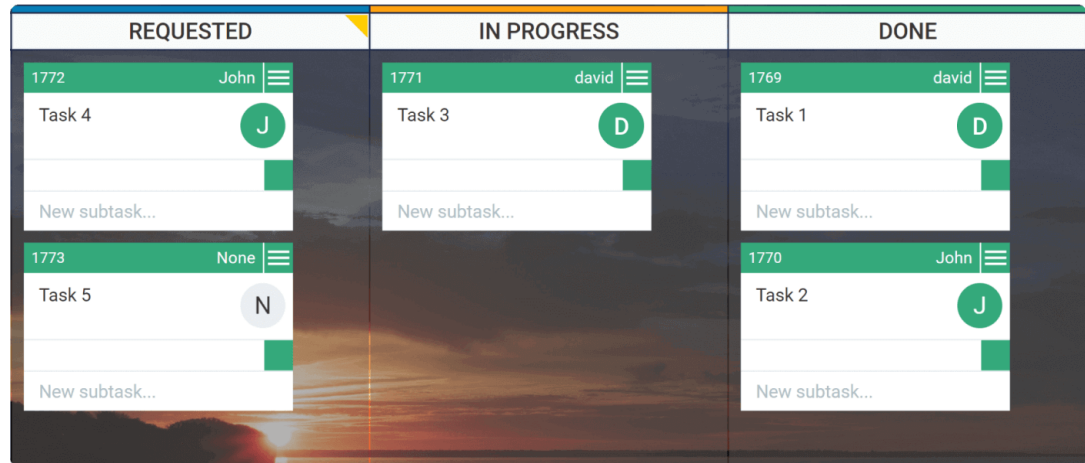 REQUESTED
IN PROGRESS
DONE
1772 John
Task 4
J
New subtask...
1773 None
Task 5
N
New subtask...
1771 david
Task 3
D
New subtask...
1769 david
Task 1
D
New subtask...
1770 John
Task 2
J
New subtask...